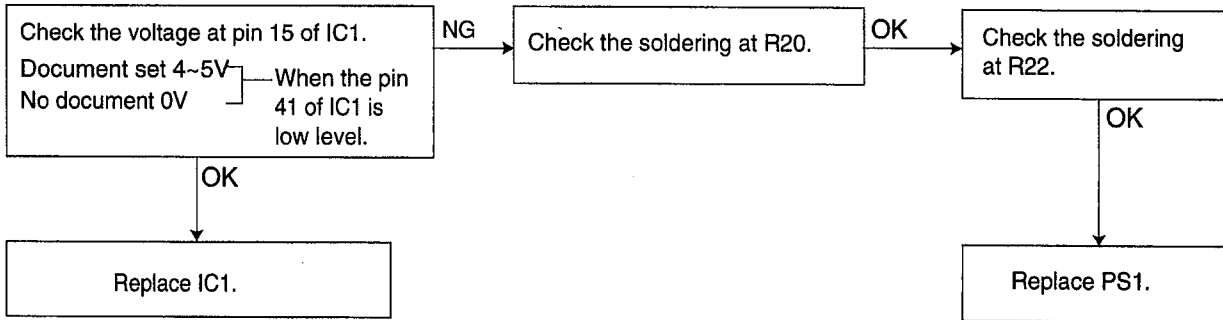 Check the voltage at pin 15 of IC1.
Document set 4~5V
No document 0V
When the pin
41 of IC1 is
low level.
NG
Check the soldering at R20.
OK
Check the soldering
at R22.
OK
OK
Replace IC1.
Replace PS1.